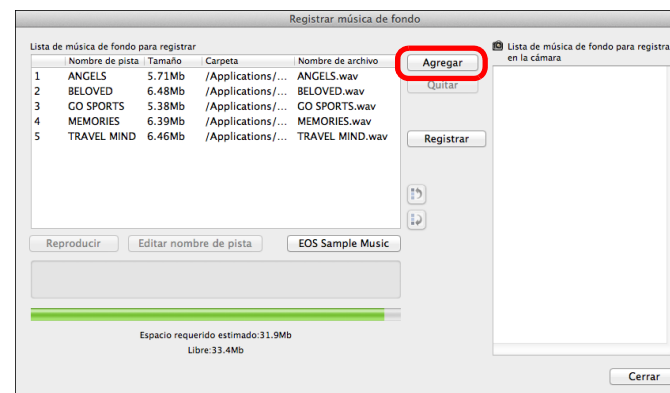 Registrar música de fondo
Lista de música de fondo para registrar
Nombre de pista Tamaño Carpeta Nombre de archivo
1 ANGELS 5.71Mb /Applications/... ANGELS.wav
2 BELOVED 6.48Mb /Applications/... BELOVED.wav
3 GO SPORTS 5.38Mb /Applications/... GO SPORTS.wav
4 MEMORIES 6.39Mb /Applications/... MEMORIES.wav
5 TRAVEL MIND 6.46Mb /Applications/... TRAVEL MIND.wav
Reproducir Editar nombre de pista EOS Sample Music
Espacio requerido estimado:31.9Mb
Libre:33.4Mb
Agregar
Quitar
Registrar
Lista de música de fondo para registra
en la cámara
Cerrar